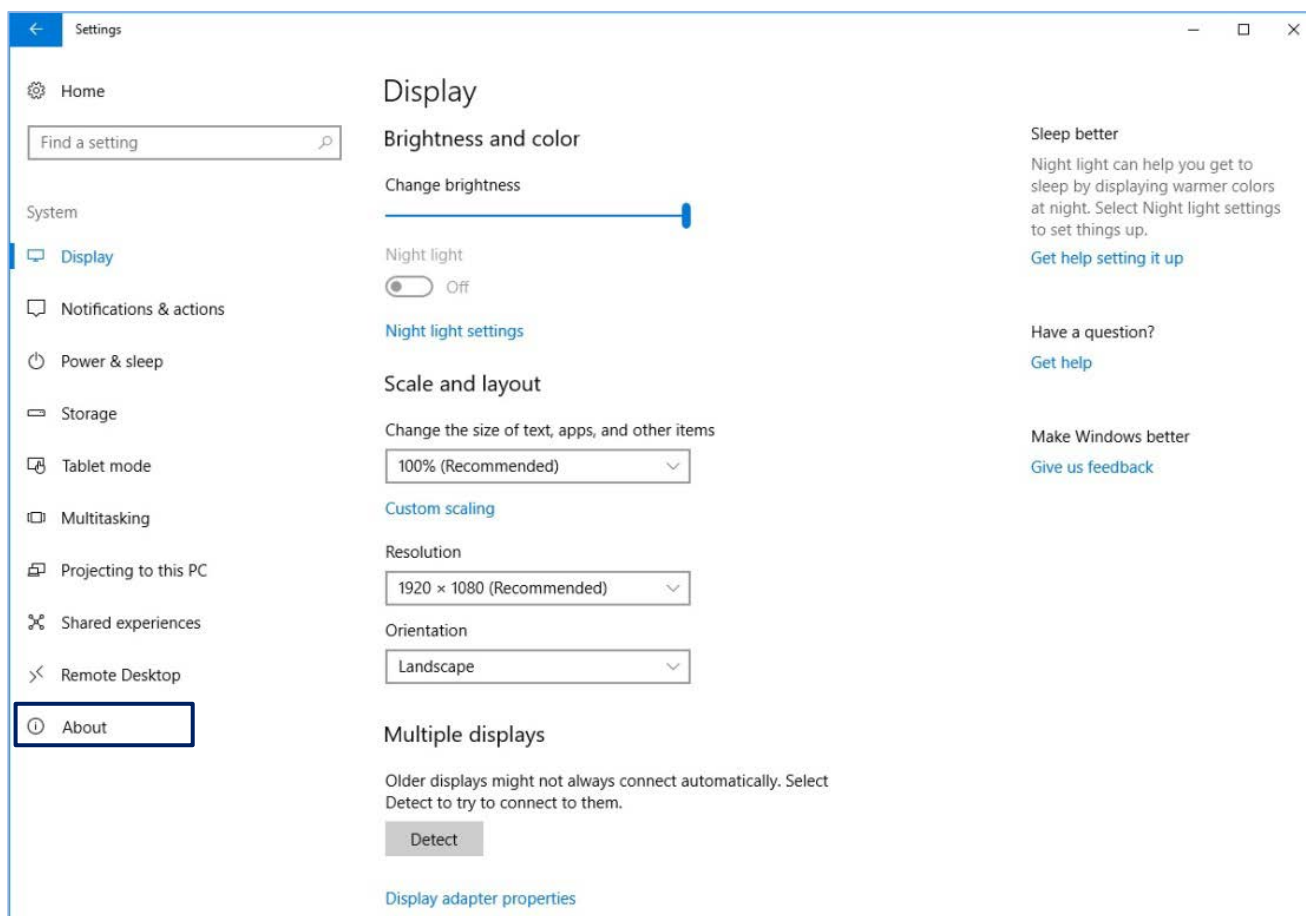 Settings
Home
Find a setting
System
Display
Notifications & actions
Power & sleep
Storage
Tablet mode
Multitasking
Projecting to this PC
Shared experiences
Remote Desktop
About
Display
Brightness and color
Change brightness
Night light
Off
Night light settings
Scale and layout
Change the size of text, apps, and other items
100% (Recommended)
Custom scaling
Resolution
1920 × 1080 (Recommended)
Orientation
Landscape
Multiple displays
Older displays might not always connect automatically. Select
Detect to try to connect to them.
Detect
Display adapter properties
Sleep better
Night light can help you get to
sleep by displaying warmer colors
at night. Select Night light settings
to set things up.
Get help setting it up
Have a question?
Get help
Make Windows better
Give us feedback